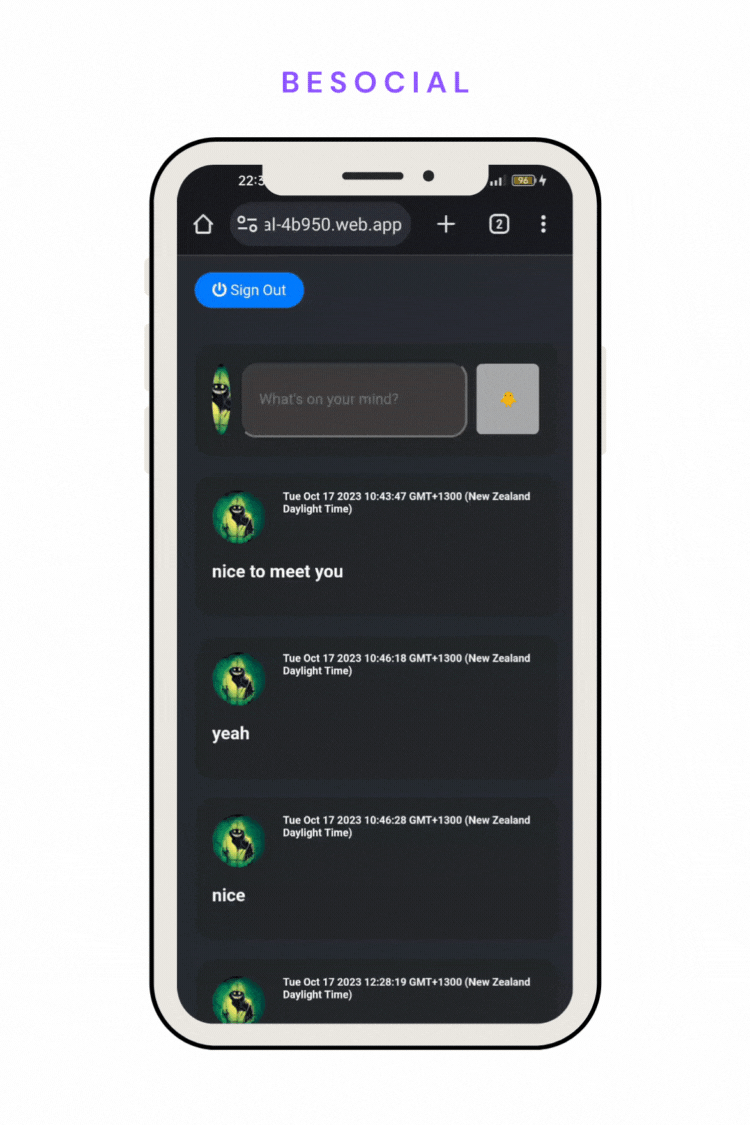 BESOCIAL
22:3
96
al-4b950.web.app
2
Sign Out
What's on your mind?
Tue Oct 17 2023 10:43:47 GMT+1300 (New Zealand
Daylight Time)
nice to meet you
Tue Oct 17 2023 10:46:18 GMT+1300 (New Zealand
Daylight Time)
yeah
Tue Oct 17 2023 10:46:28 GMT+1300 (New Zealand
Daylight Time)
nice
Tue Oct 17 2023 12:28:19 GMT+1300 (New Zealand
Daylight Time)